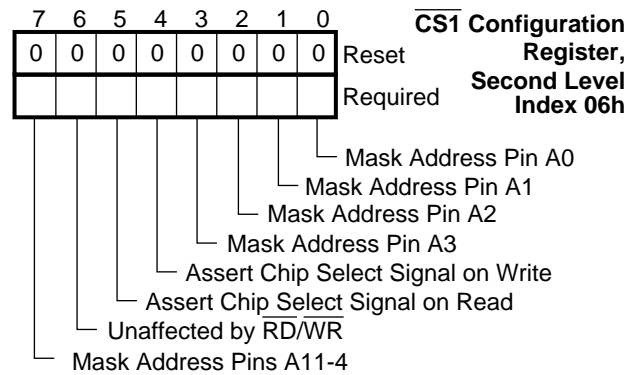 7 6 5 4 3 2 1 0
CS1 Configuration
Register,
Second Level
Index 06h
0 0 0 0 0 0 0 0 Reset
Required
Mask Address Pin A0
Mask Address Pin A1
Mask Address Pin A2
Mask Address Pin A3
Assert Chip Select Signal on Write
Assert Chip Select Signal on Read
Unaffected by RD/WR
Mask Address Pins A11-4